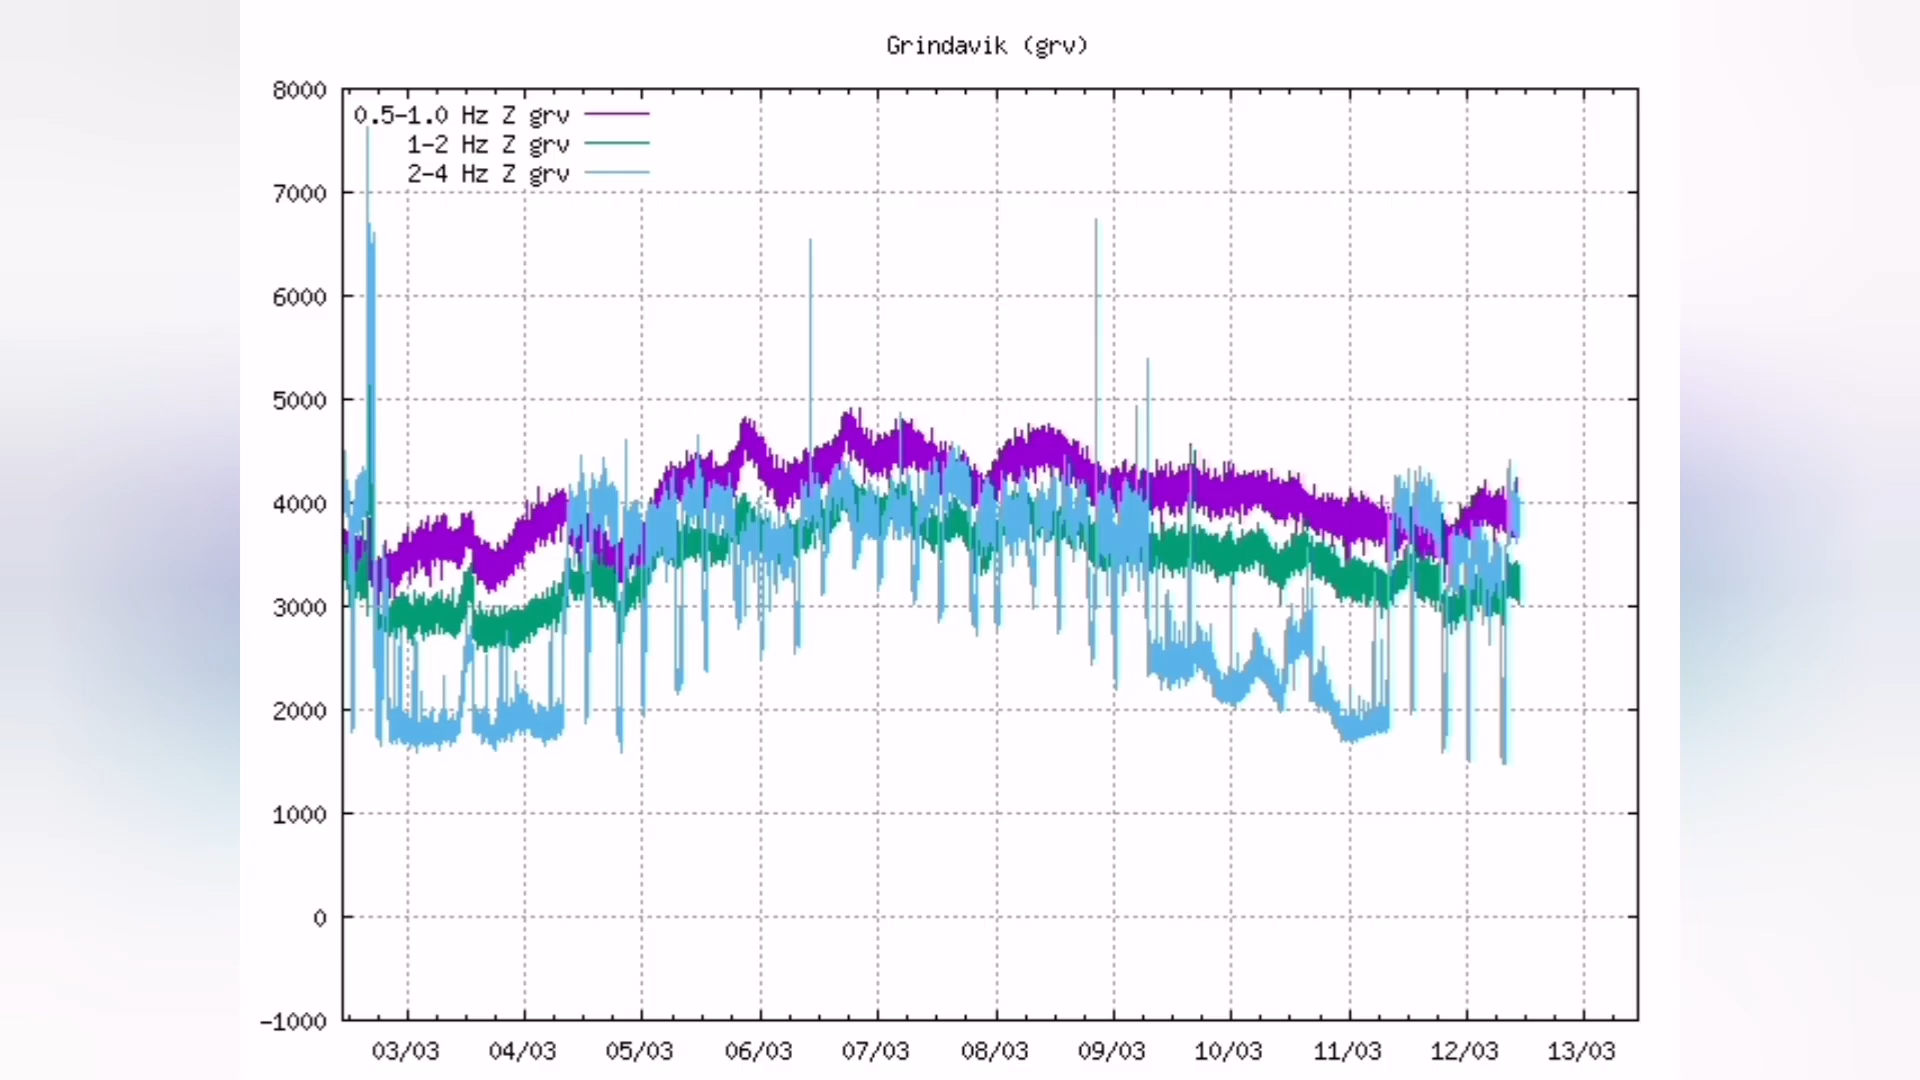 Grindavik (grv)
8000
0.5-1.0 Hz Z grv
1-2 Hz Z grv
2-4 Hz Z grv
7000
6000
5000
4000
3000
2000
1000
0
-1000
03/03 04/03 05/03 06/03 07/03 08/03 09/03 10/03 11/03 12/03 13/03